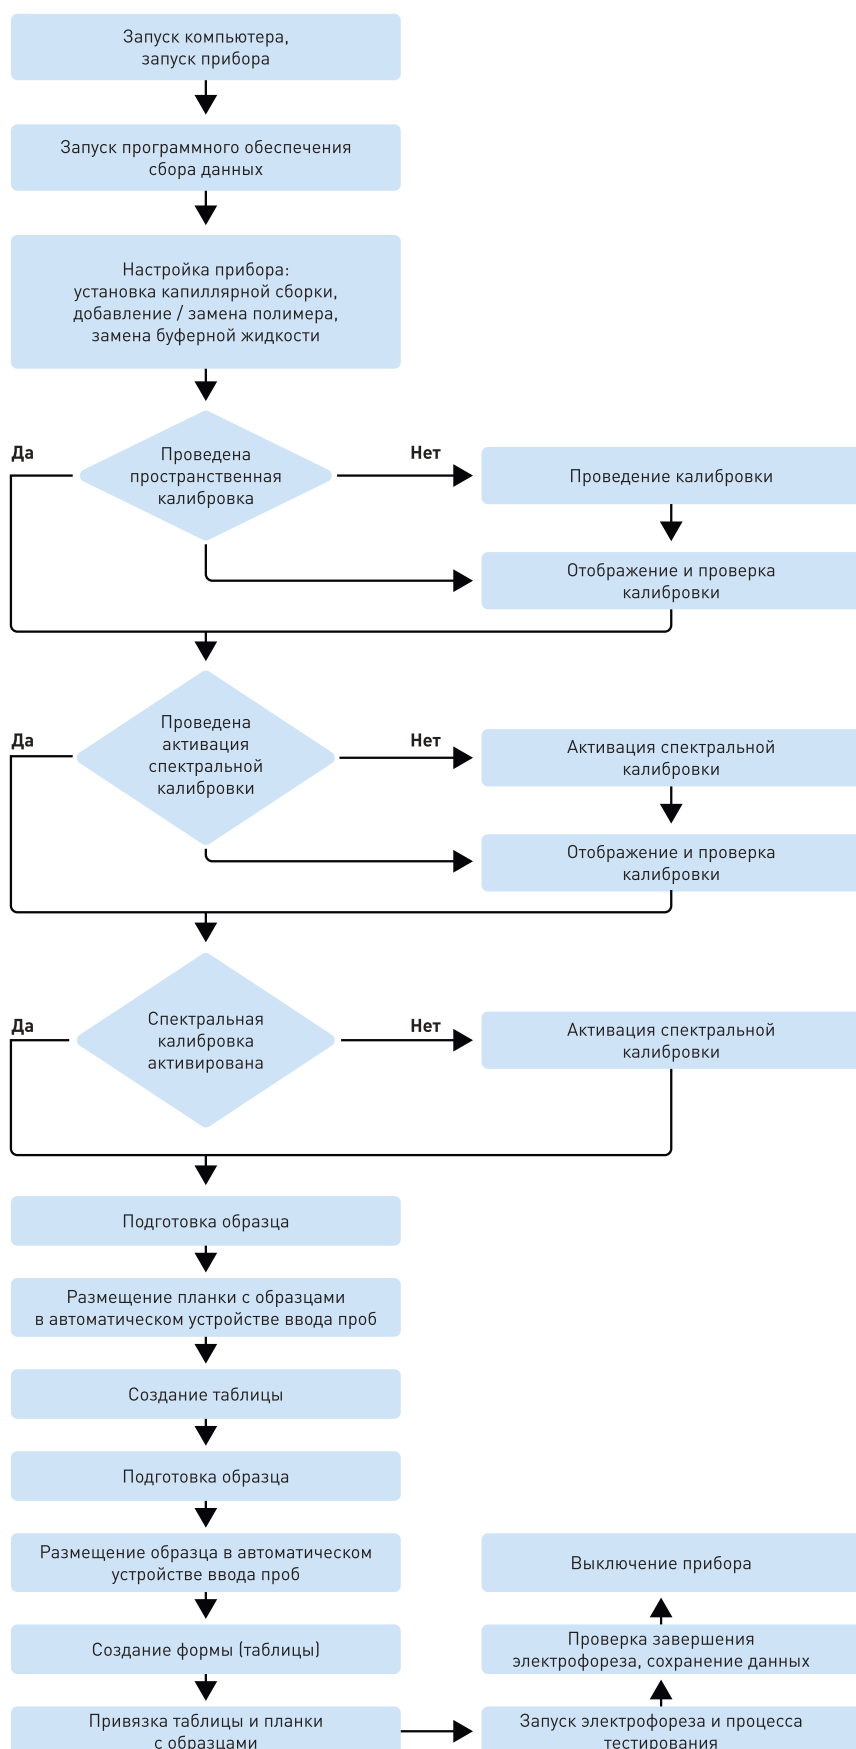 Запуск компьютера,
запуск прибора
Запуск программного обеспечения
сбора данных
Настройка прибора:
установка капиллярной сборки,
добавление / замена полимера,
замена буферной жидкости
Да
Проведена
пространственная
калибровка
Нет
Проведение калибровки
Отображение и проверка
калибровки
Да
Проведена
активация
спектральной
калибровки
Нет
Активация спектральной
калибровки
Отображение и проверка
калибровки
Да
Спектральная
калибровка
активирована
Нет
Активация спектральной
калибровки
Подготовка образца
Размещение планки с образцами
в автоматическом устройстве ввода проб
Создание таблицы
Подготовка образца
Размещение образца в автоматическом
устройстве ввода проб
Создание формы (таблицы)
Привязка таблицы и планки
с образцами
Запуск электрофореза и процесса
тестирования
Проверка завершения
электрофореза, сохранение данных
Выключение прибора